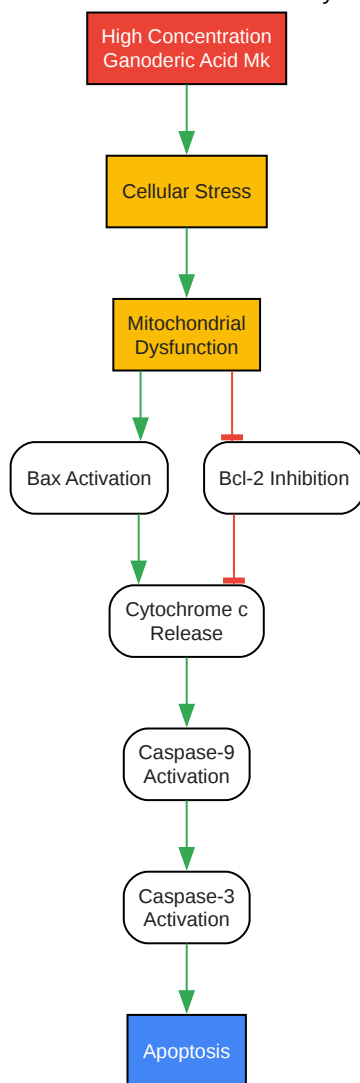 High Concentration
Ganoderic Acid Mk
Cellular Stress
Mitochondrial
Dysfunction
Bax Activation
Bcl-2 Inhibition
Cytochrome c
Release
Caspase-9
Activation
Caspase-3
Activation
Apoptosis